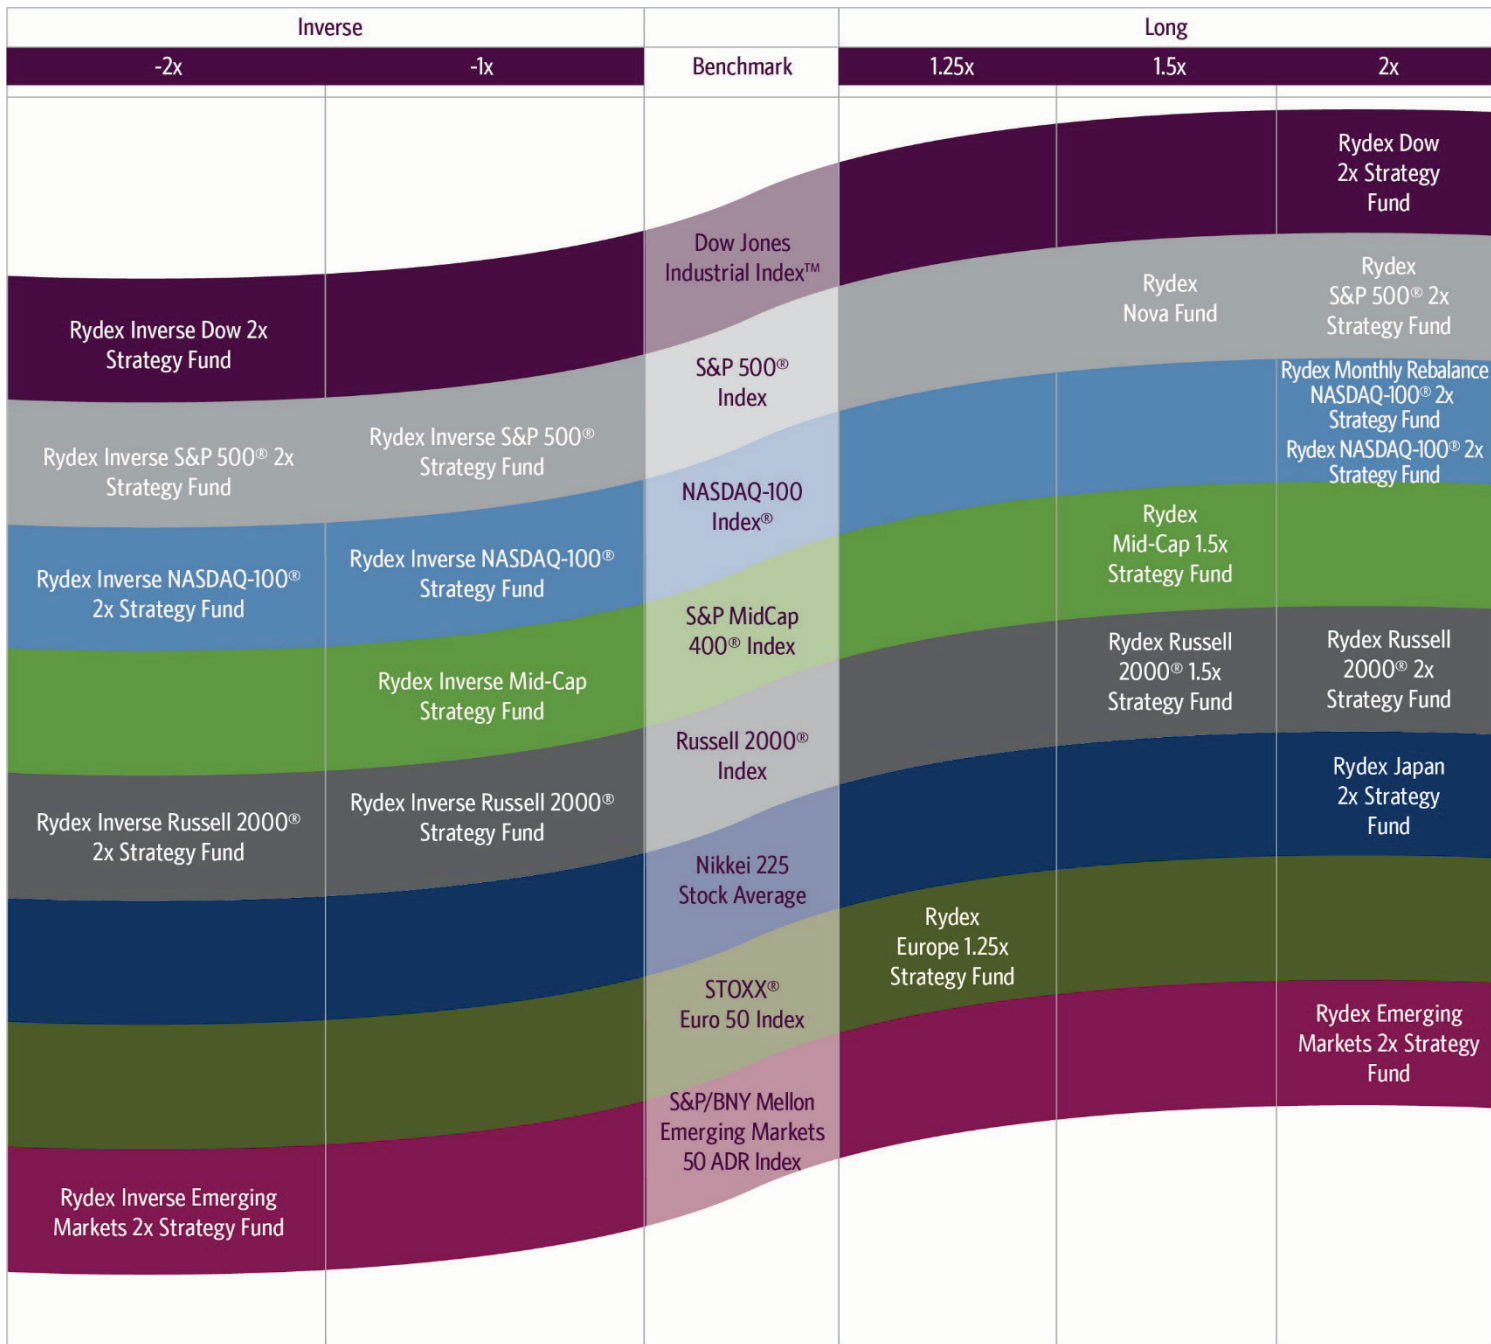 Inverse
Long
-2x
-1x
Benchmark
1.25x
1.5x
2x
Rydex Dow
2x Strategy
Fund
Dow Jones
Industrial Index™
Rydex Inverse Dow 2x
Strategy Fund
Rydex
Nova Fund
Rydex
S&P 500® 2x
Strategy Fund
S&P 500®
Index
Rydex Inverse S&P 500®
Strategy Fund
Rydex Inverse S&P 500® 2x
Strategy Fund
Rydex Monthly Rebalance
NASDAQ-100® 2x
Strategy Fund
Rydex NASDAQ-100® 2x
Strategy Fund
NASDAQ-100
Index®
Rydex Inverse NASDAQ-100®
Strategy Fund
Rydex Inverse NASDAQ-100®
2x Strategy Fund
Rydex
Mid-Cap 1.5x
Strategy Fund
S&P MidCap
400® Index
Rydex Inverse Mid-Cap
Strategy Fund
Rydex Russell
2000® 1.5x
Strategy Fund
Rydex Russell
2000® 2x
Strategy Fund
Russell 2000®
Index
Rydex Inverse Russell 2000®
Strategy Fund
Rydex Inverse Russell 2000®
2x Strategy Fund
Rydex Japan
2x Strategy
Fund
Nikkei 225
Stock Average
Rydex
Europe 1.25x
Strategy Fund
STOXX®
Euro 50 Index
Rydex Emerging
Markets 2x Strategy
Fund
S&P/BNY Mellon
Emerging Markets
50 ADR Index
Rydex Inverse Emerging
Markets 2x Strategy Fund